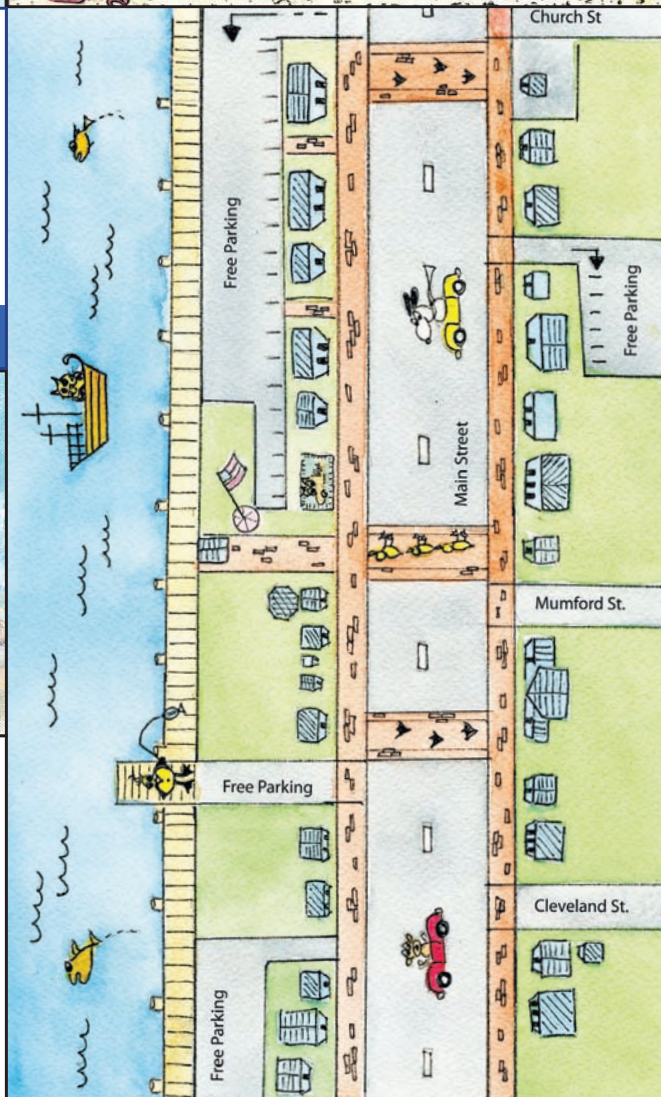 Church St
Free Parking
Free Parking
Main Street
Mumford St.
Free Parking
Cleveland St.
Free Parking